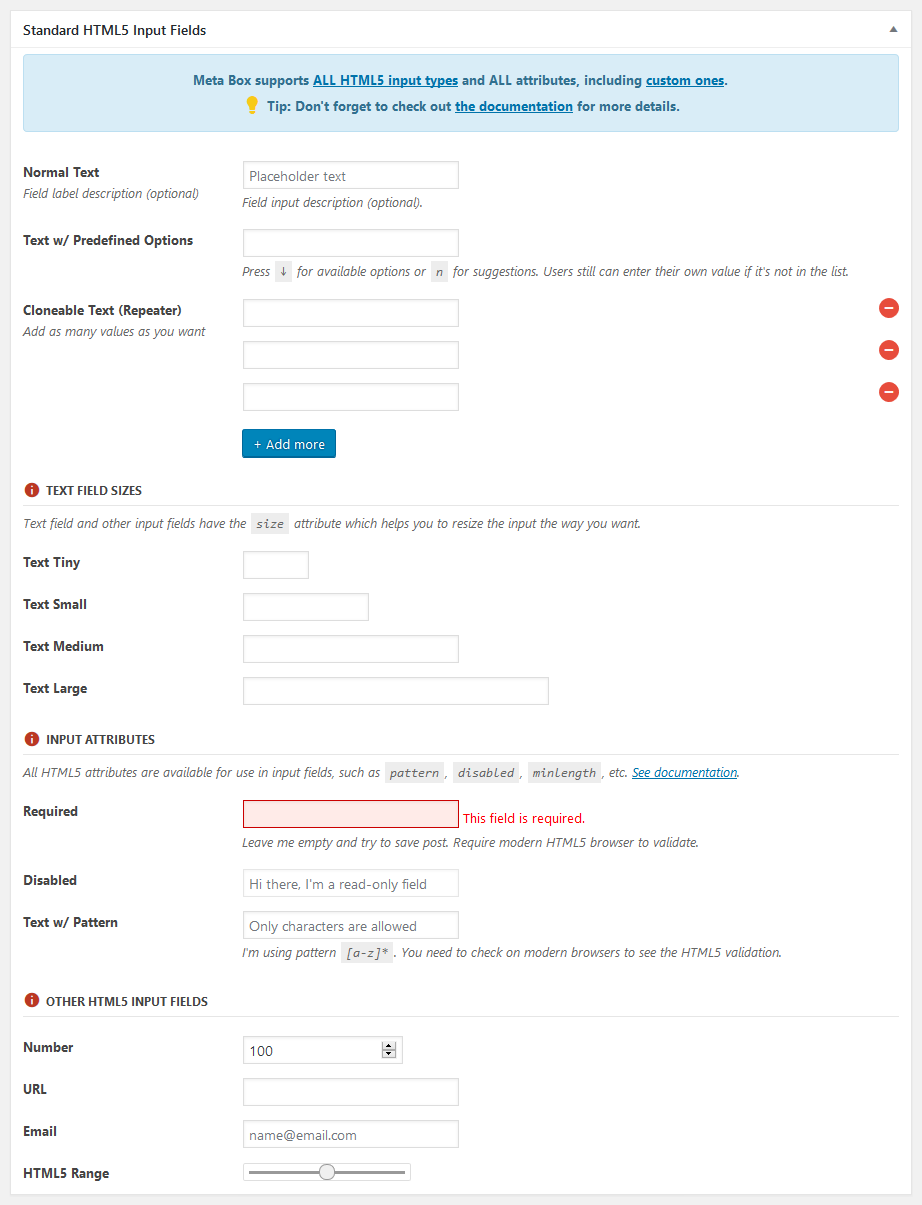 Standard HTML5 Input Fields
Meta Box supports ALL HTML5 input types and ALL attributes, including custom ones.
Tip: Don't forget to check out the documentation for more details.
Normal Text
Placeholder text
Field label description (optional)
Field input description (optional).
Text w/ Predefined Options
Press ↓ for available options or n for suggestions. Users still can enter their own value if it's not in the list.
Cloneable Text (Repeater)
Add as many values as you want
+ Add more
TEXT FIELD SIZES
Text field and other input fields have the size attribute which helps you to resize the input the way you want.
Text Tiny
Text Small
Text Medium
Text Large
INPUT ATTRIBUTES
All HTML5 attributes are available for use in input fields, such as pattern, disabled, minlength, etc. See documentation.
Required
This field is required.
Leave me empty and try to save post. Require modern HTML5 browser to validate.
Disabled
Hi there, I'm a read-only field
Text w/ Pattern
Only characters are allowed
I'm using pattern [a-z]*. You need to check on modern browsers to see the HTML5 validation.
OTHER HTML5 INPUT FIELDS
Number
100
URL
Email
name@email.com
HTML5 Range